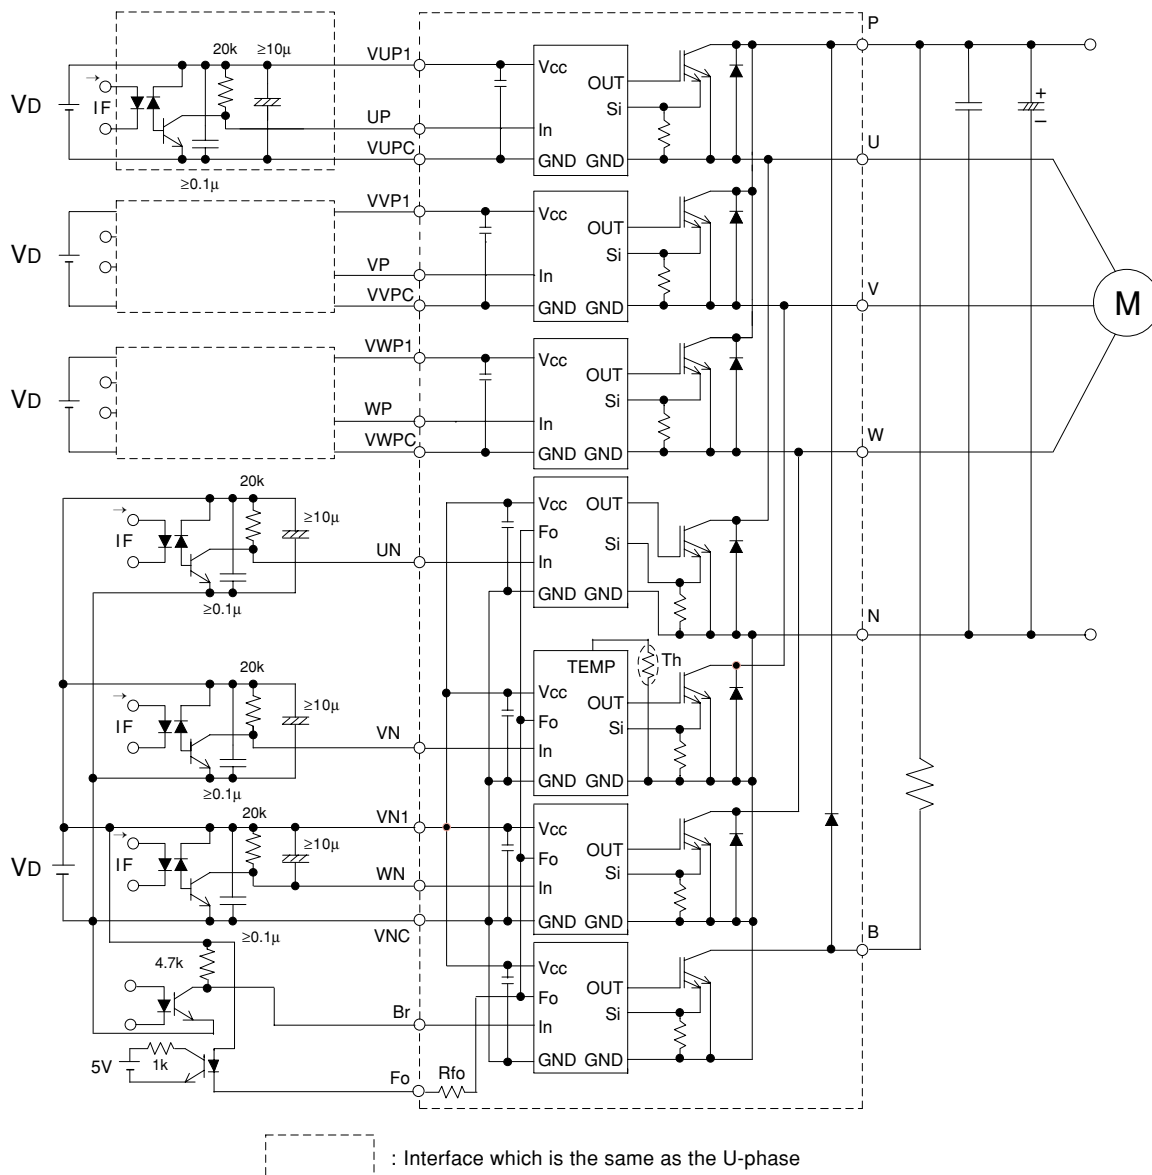 P
20k
≥10µ
VUP1
Vcc
OUT
Si
VD
IF
UP
In
+
–
VUPC
GND GND
U
≥0.1µ
VVP1
Vcc
OUT
VD
VP
Si
In
VVPC
GND GND
V
M
VWP1
Vcc
OUT
VD
WP
Si
In
VWPC
GND GND
W
20k
≥10µ
Vcc OUT
IF
Fo
Si
UN
In
≥0.1µ
GND GND
N
20k
TEMP
Th
≥10µ
Vcc
IF
OUT
Fo
VN
Si
In
≥0.1µ
GND GND
20k
VN1
Vcc
≥10µ
IF
OUT
VD
Fo
WN
Si
In
GND GND
≥0.1µ
VNC
B
4.7k
Vcc
OUT
Fo
Br
Si
In
5V
1k
GND GND
Fo
Rfo
: Interface which is the same as the U-phase